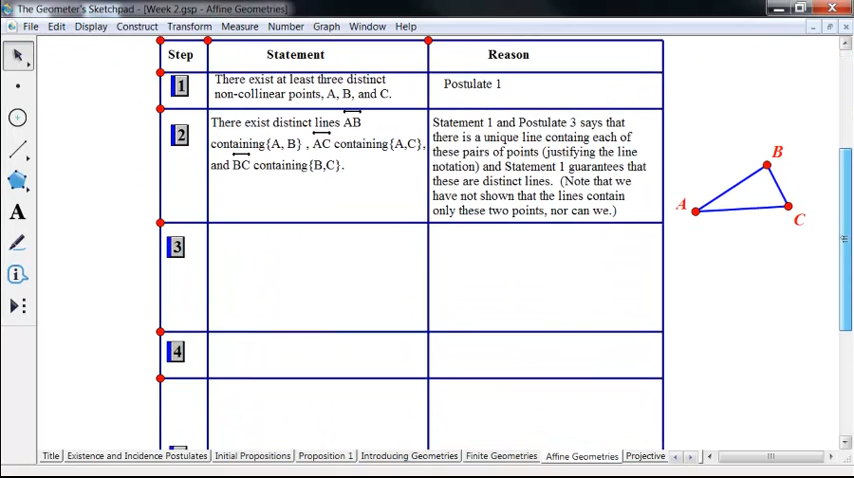 The Geometer's Sketchpad - [Week 2.gsp - Affine Geometries]
File Edit Display Construct Transform Measure Number Graph Window Help
Step Statement Reason
1
There exist at least three distinct
non-collinear points, A, B, and C.
Postulate 1
2
There exist distinct lines AB
containing{A, B} , AC containing{A,C},
and BC containing{B,C}.
Statement 1 and Postulate 3 says that
there is a unique line containg each of
these pairs of points (justifying the line
notation) and Statement 1 guarantees that
these are distinct lines. (Note that we
have not shown that the lines contain
only these two points, nor can we.)
B
A
C
3
4
A
Title Existence and Incidence Postulates Initial Propositions Proposition 1 Introducing Geometries Finite Geometries Affine Geometries Projective